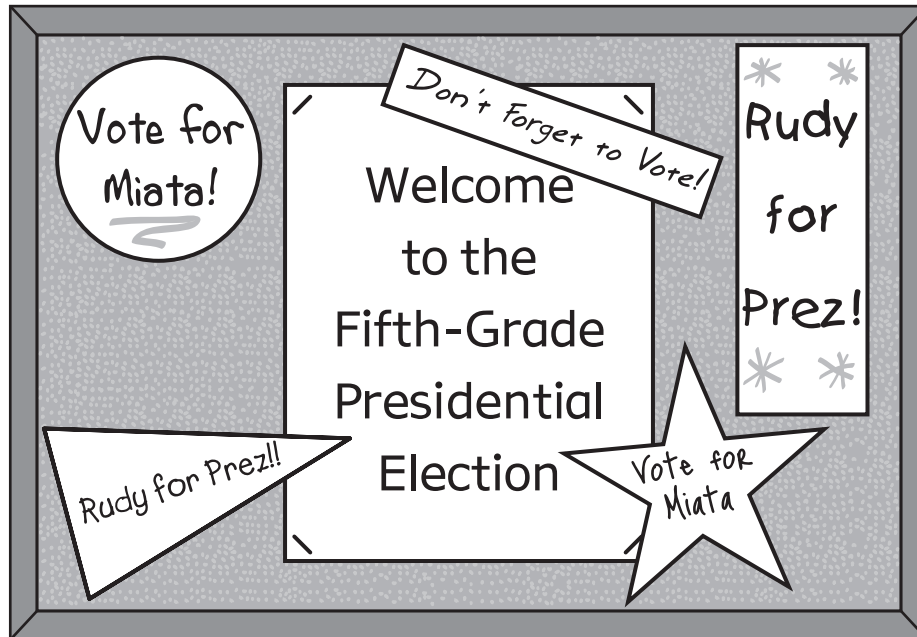 Vote for
Miata!
Don't Forget to Vote!
Welcome
to the
Fifth-Grade
Presidential
Election
Rudy
for
Prez!
Rudy for Prez!!
Vote foR
Miata